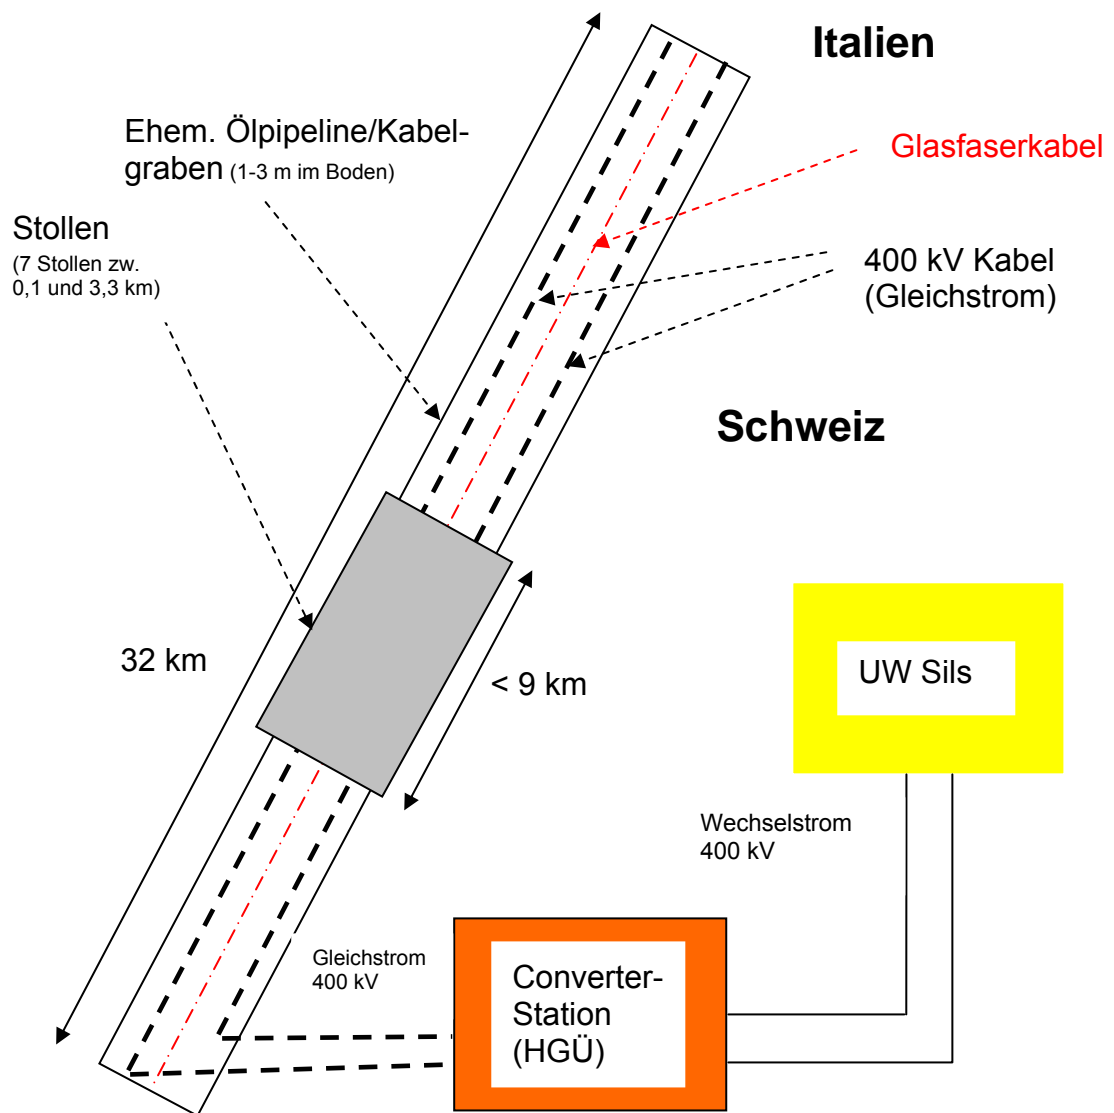 Italien
Ehem. Ölpipeline/Kabel-
graben (1-3 m im Boden)
Glasfaserkabel
Stollen
(7 Stollen zw.
0,1 und 3,3 km)
400 kV Kabel
(Gleichstrom)
Schweiz
32 km
< 9 km
UW Sils
Wechselstrom
400 kV
Gleichstrom
400 kV
Converter-
Station
(HGÜ)